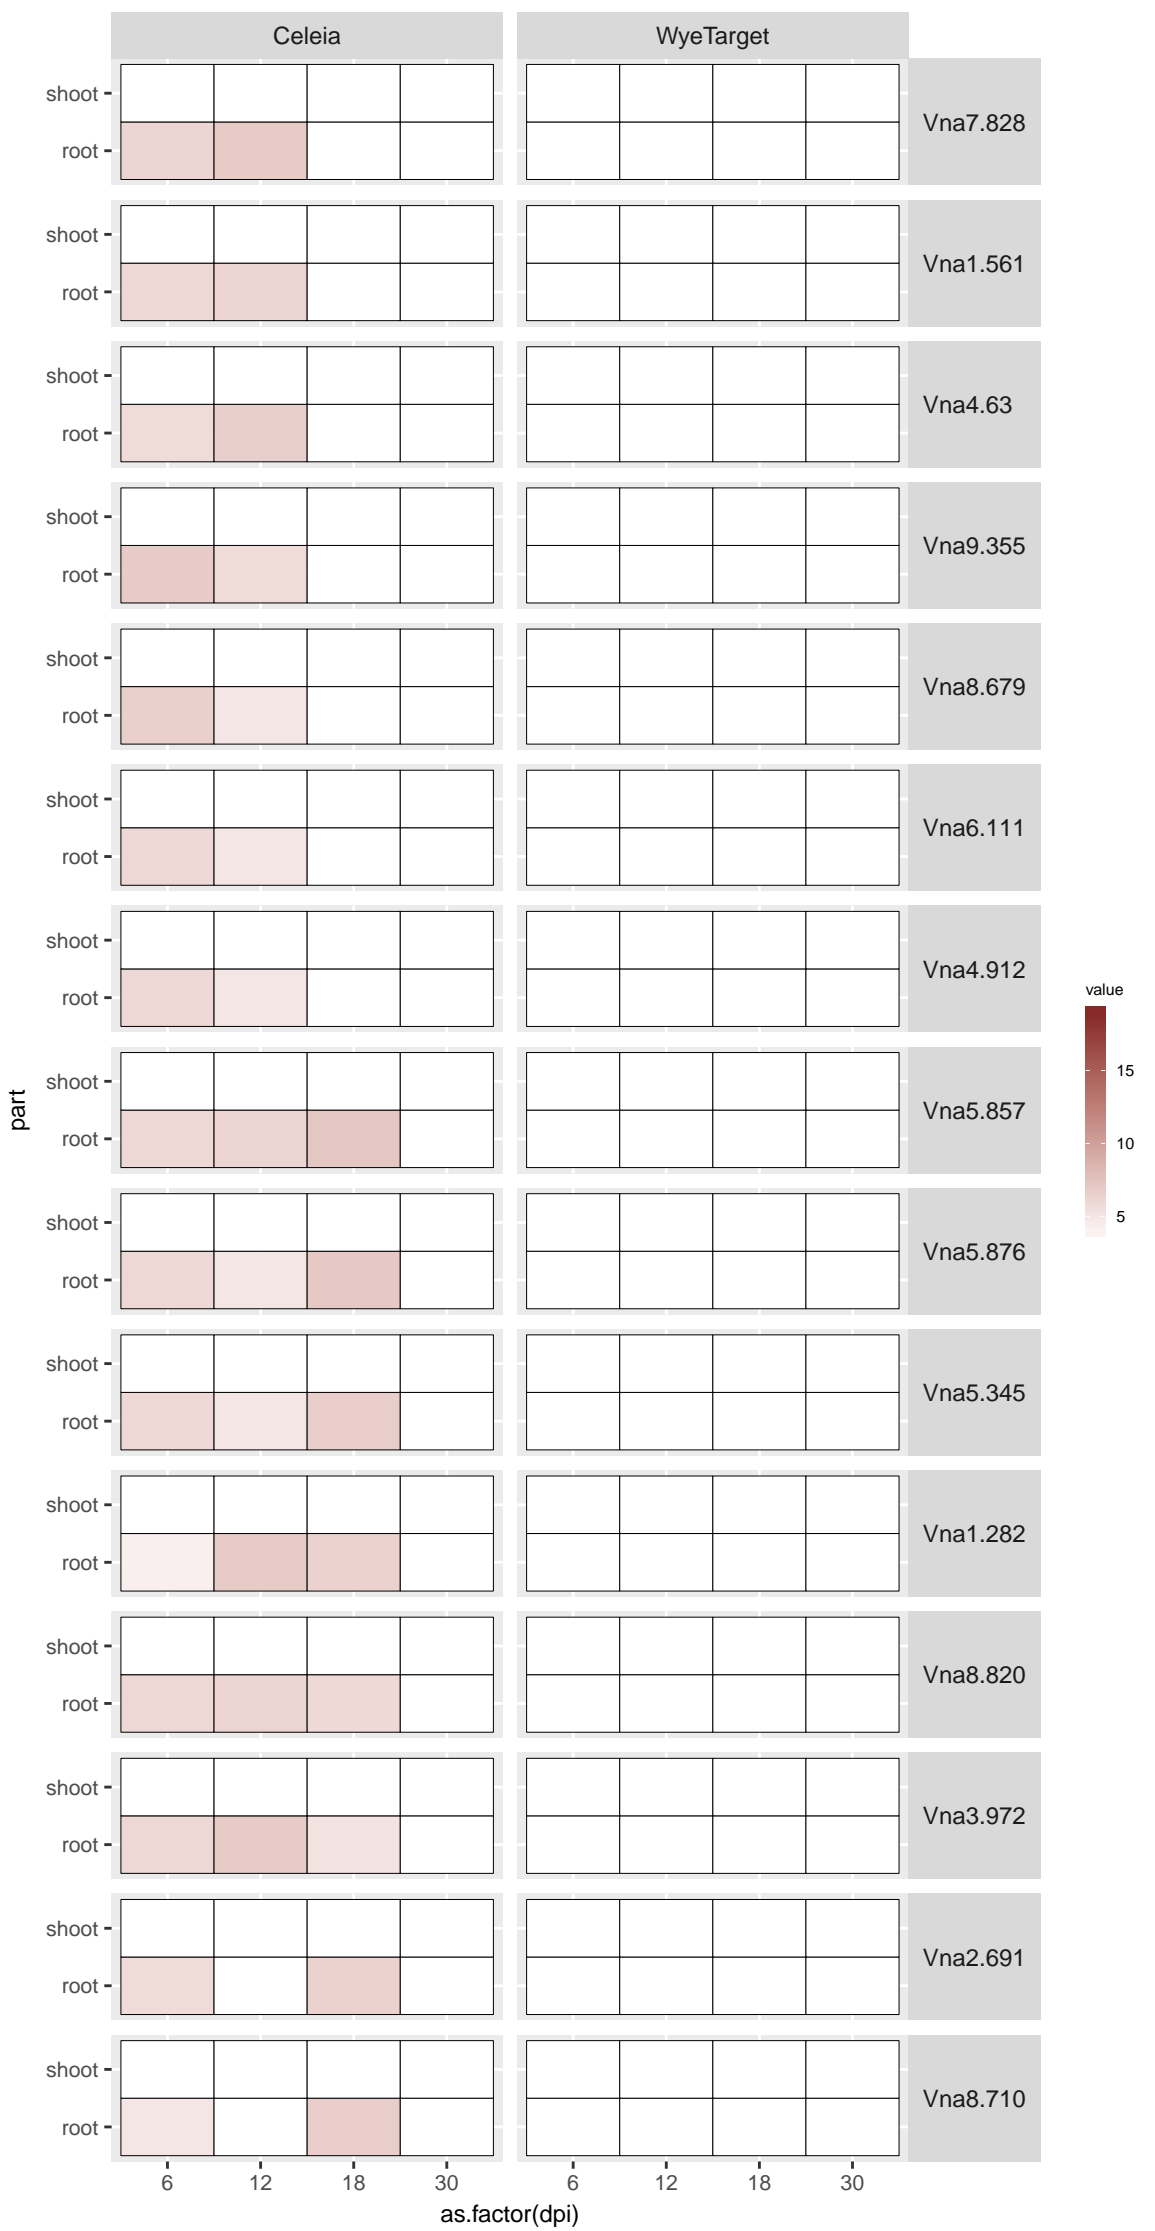 Celeia WyeTarget
shoot
root
Vna7.828
shoot
root
Vna1.561
shoot
root
Vna4.63
shoot
root
Vna9.355
shoot
root
Vna8.679
shoot
root
Vna6.111
shoot
root
Vna4.912
shoot
root
Vna5.857
shoot
root
Vna5.876
shoot
root
Vna5.345
shoot
root
Vna1.282
shoot
root
Vna8.820
shoot
root
Vna3.972
shoot
root
Vna2.691
shoot
root
Vna8.710
6 12 18 30 6 12 18 30
as.factor(dpi)
part
value
15
10
5